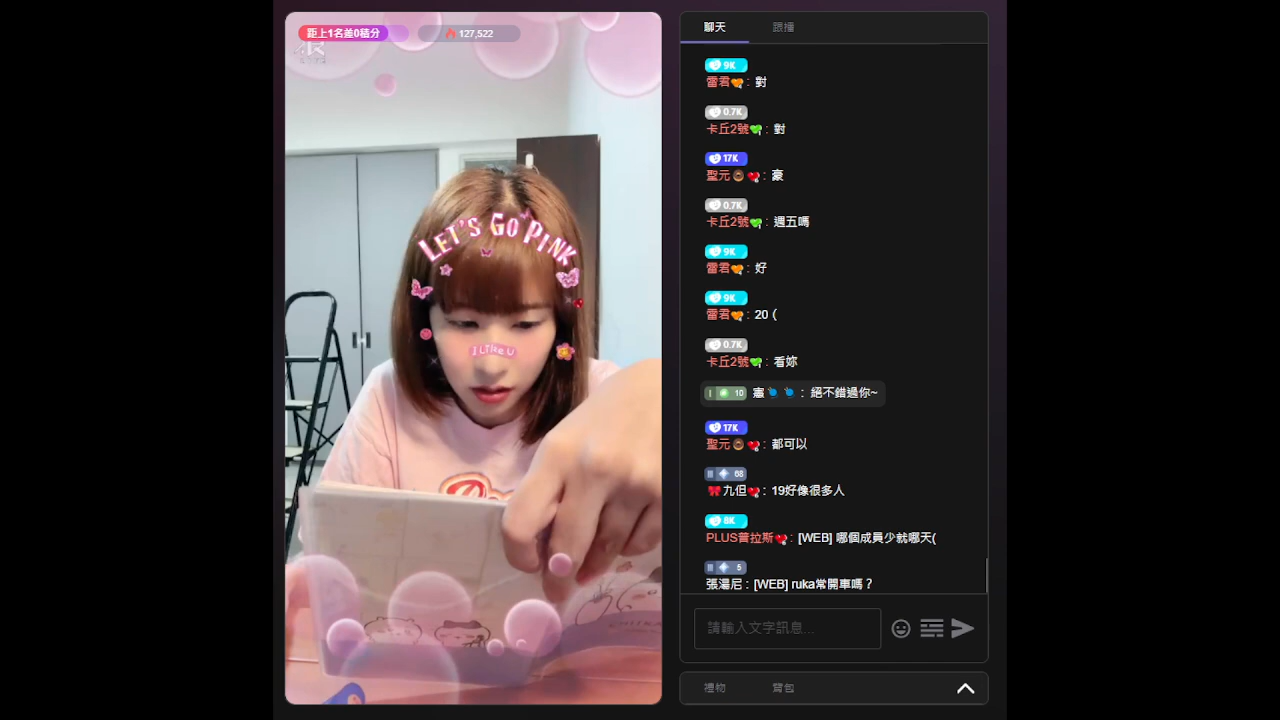 距上1名差0積分
127,522
LET'S GO PINK
I LIke U
聊天
跟播
9K
雷君: 對
0.7K
卡丘2號: 對
17K
聖元: 豪
0.7K
卡丘2號: 週五嗎
9K
雷君: 好
9K
雷君: 20 (
0.7K
卡丘2號: 看妳
I 10 憲: 絕不錯過你~
17K
聖元: 都可以
III 68
九但: 19好像很多人
8K
PLUS普拉斯: [WEB] 哪個成員少就哪天(
III 5
張湯尼: [WEB] ruka常開車嗎？
請輸入文字訊息...
禮物
背包